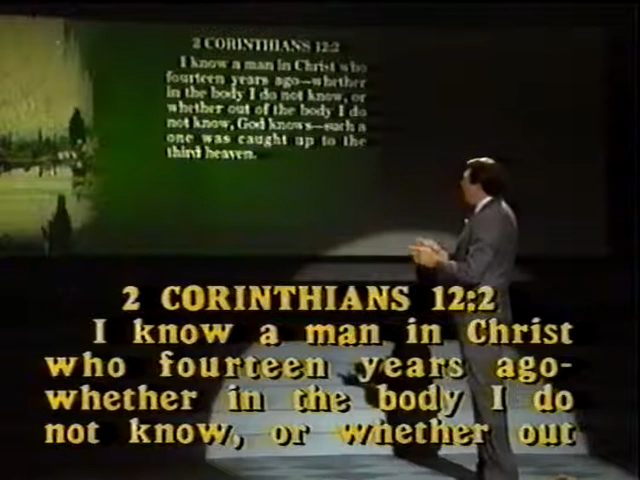 2 CORINTHIANS 12:2
I know a man in Christ who
fourteen years ago—whether
in the body I do not know, or
whether out of the body I do
not know, God knows—such a
one was caught up to the
third heaven.
2 CORINTHIANS 12:2
I know a man in Christ
who fourteen years ago-
whether in the body I do
not know, or whether out